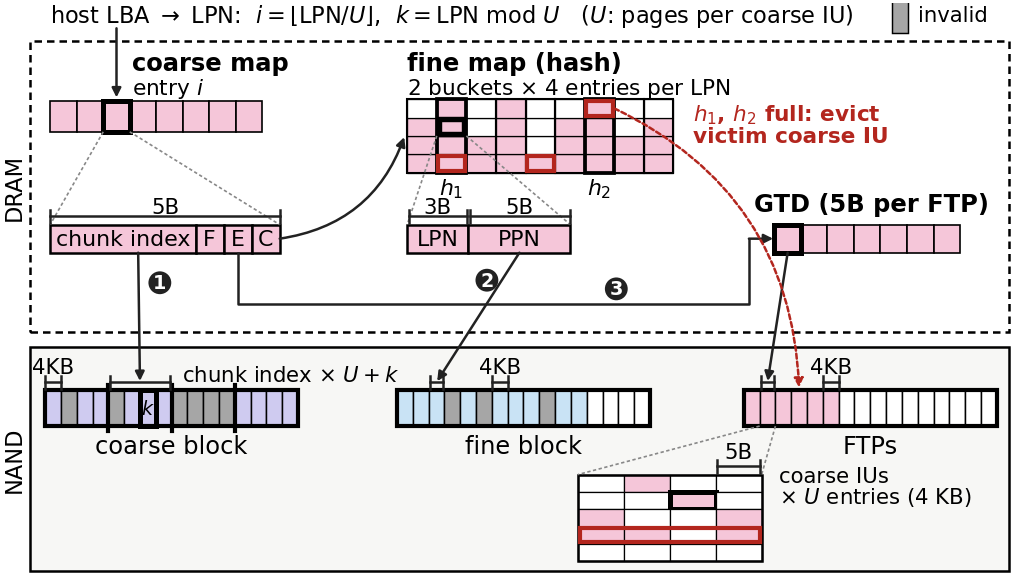 host LBA → LPN: i = ⌊LPN/U⌋, k = LPN mod U (U: pages per coarse IU)
invalid
DRAM
coarse map
entry i
fine map (hash)
2 buckets × 4 entries per LPN
h1, h2 full: evict
victim coarse IU
h1
h2
5B
chunk index F E C
3B 5B
LPN PPN
GTD (5B per FTP)
1
2
3
NAND
4KB
chunk index × U + k
k
coarse block
4KB
fine block
4KB
FTPs
5B
coarse IUs
× U entries (4 KB)